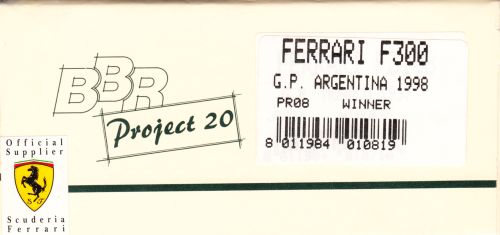 BBR
Project 20
FERRARI F300
G.P. ARGENTINA 1998
PR08 WINNER
8 011984 010819
Official
Supplier
S F
Scuderia
Ferrari